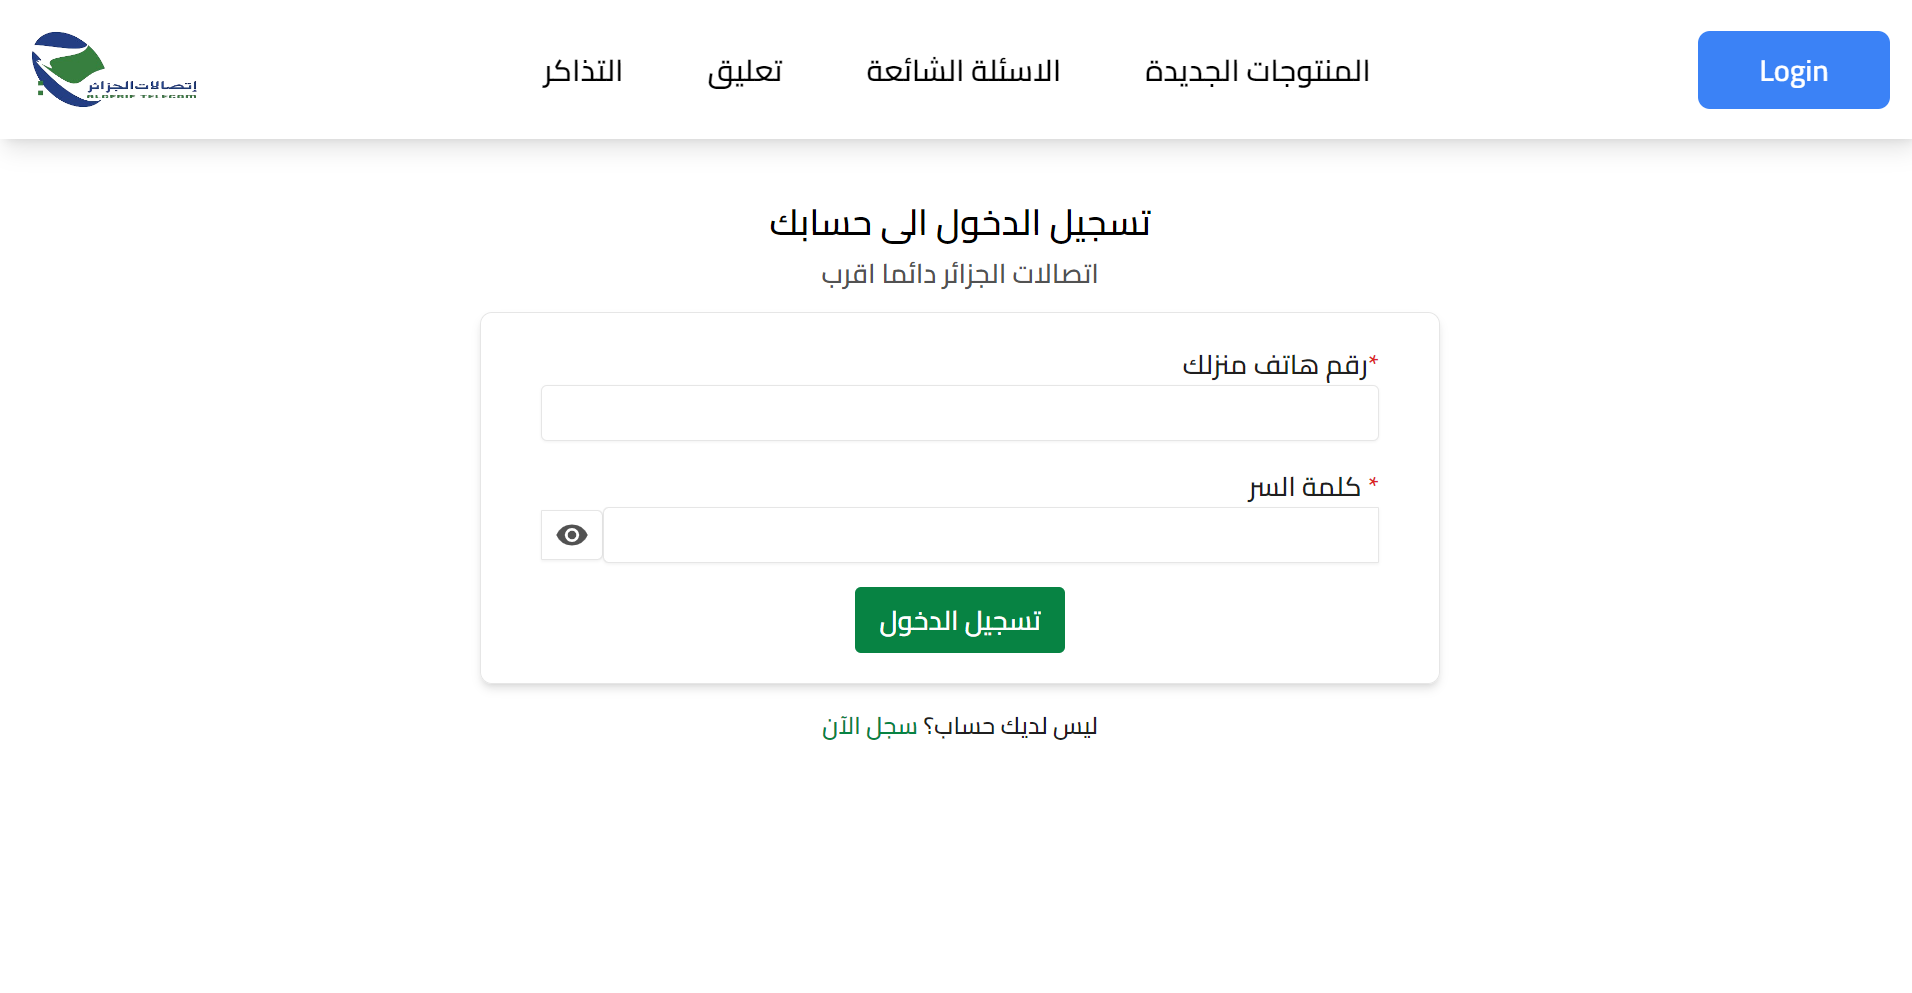 Login
المنتوجات الجديدة
الاسئلة الشائعة
تعليق
التذاكر
إتصالات الجزائر
ALGERIE TELECOM
تسجيل الدخول الى حسابك
اتصالات الجزائر دائما اقرب
*رقم هاتف منزلك
* كلمة السر
تسجيل الدخول
ليس لديك حساب؟ سجل الآن